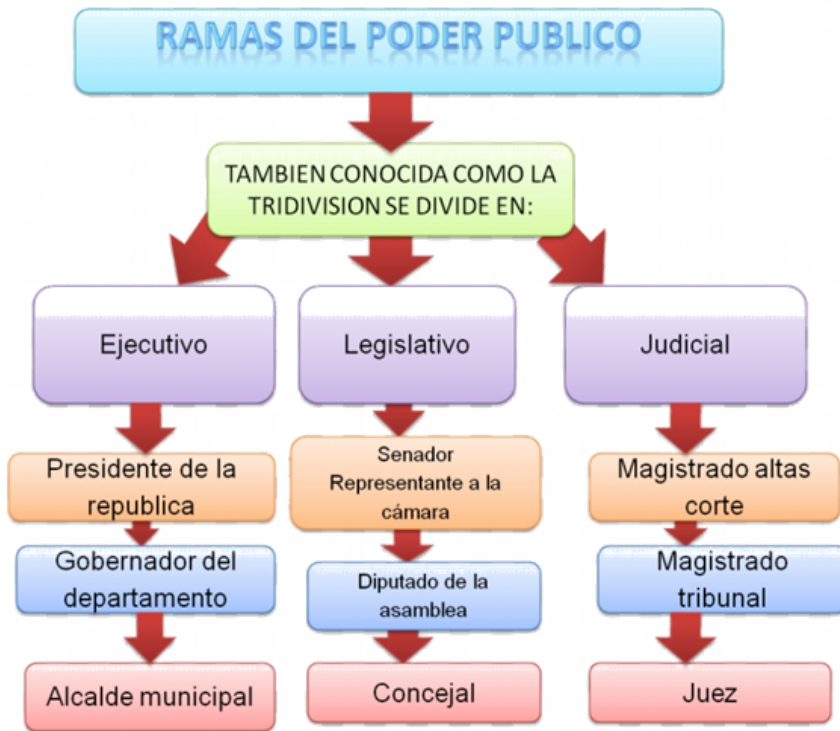 RAMAS DEL PODER PUBLICO
TAMBIEN CONOCIDA COMO LA
TRIDIVISION SE DIVIDE EN:
Ejecutivo
Legislativo
Judicial
Presidente de la
republica
Senador
Representante a la
cámara
Magistrado altas
corte
Gobernador del
departamento
Diputado de la
asamblea
Magistrado
tribunal
Alcalde municipal
Concejal
Juez